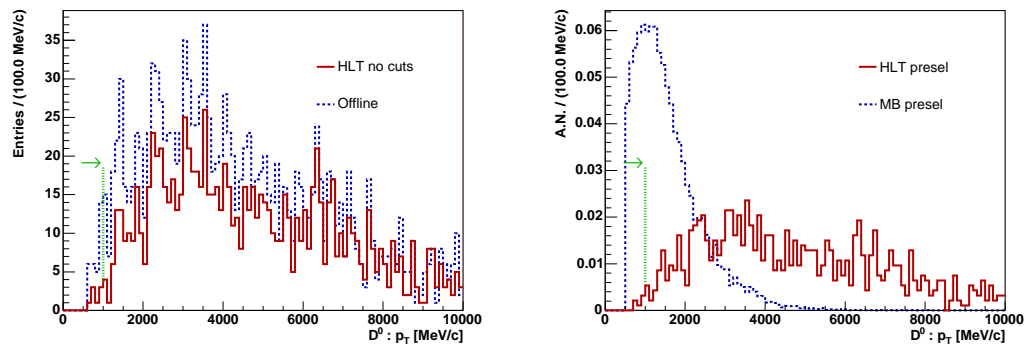 Entries / (100.0 MeV/c)
35
30
25
20
15
10
5
0
HLT no cuts
Offline
0 2000 4000 6000 8000 10000
D⁰ : p_T [MeV/c]
A.N. / (100.0 MeV/c)
0.06
0.05
0.04
0.03
0.02
0.01
0
HLT presel
MB presel
0 2000 4000 6000 8000 10000
D⁰ : p_T [MeV/c]